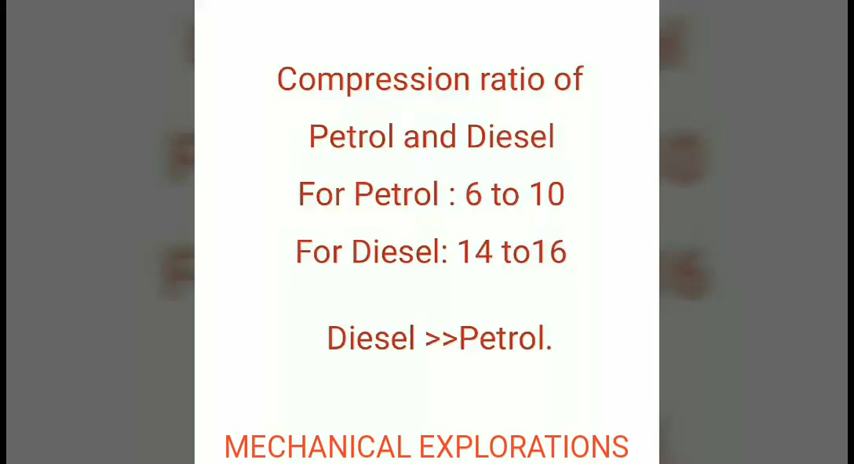 Compression ratio of
Petrol and Diesel
For Petrol : 6 to 10
For Diesel: 14 to16
Diesel >>Petrol.
MECHANICAL EXPLORATIONS